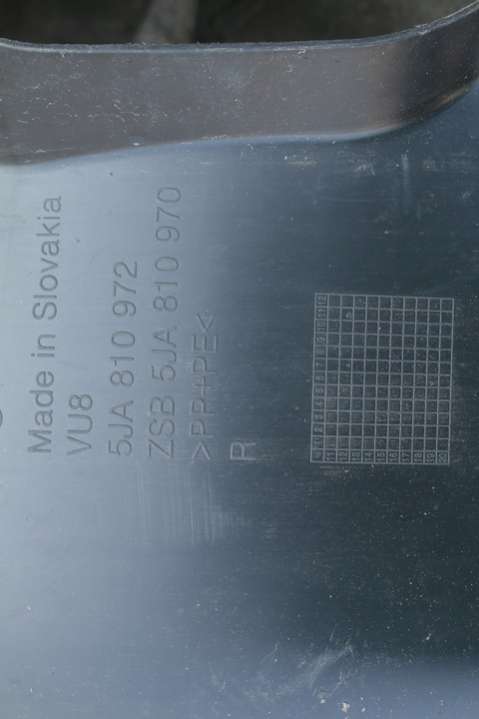 Made in Slovakia
VU8
5JA 810 972
ZSB 5JA 810 970
>PP+PE<
R